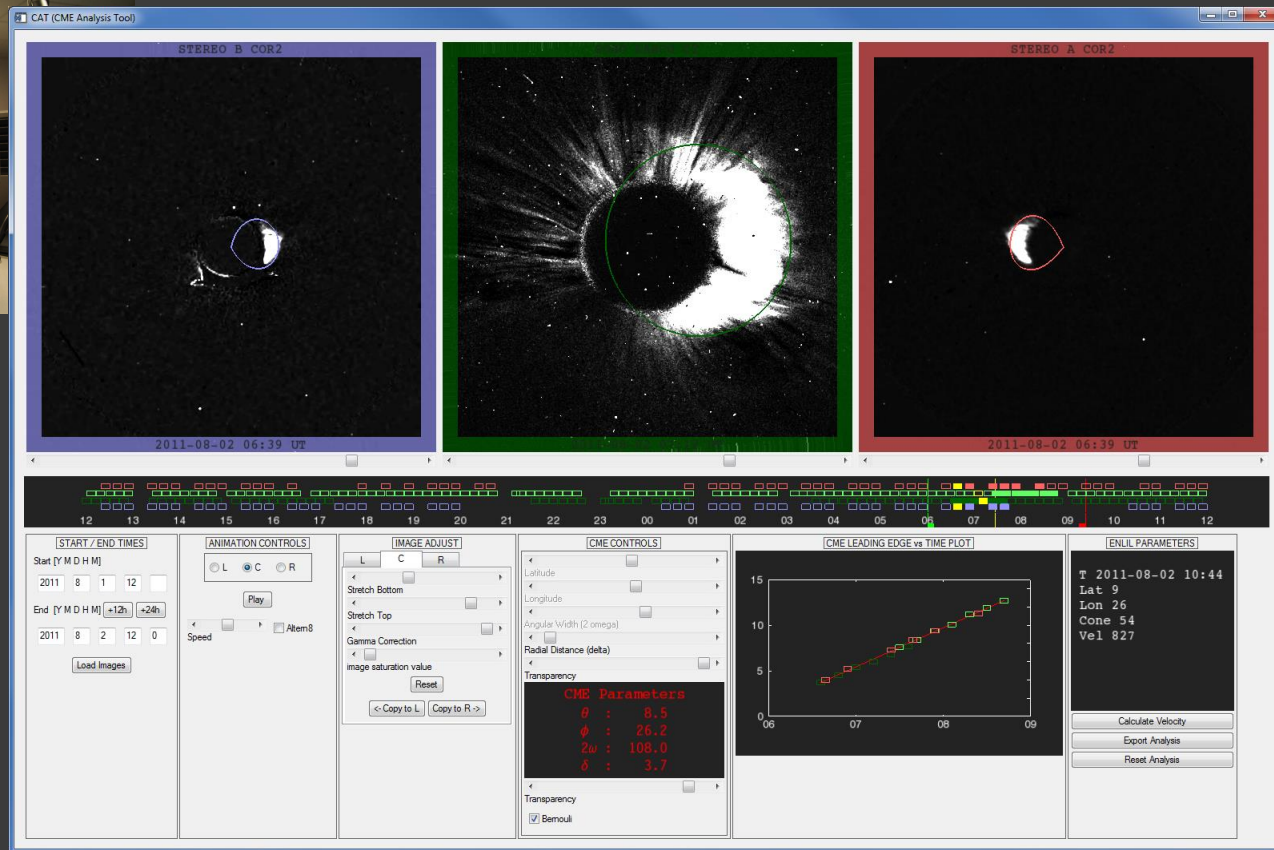 CAT (CME Analysis Tool)
STEREO B COR2
STEREO A COR2
2011-08-02 06:39 UT
2011-08-02 06:39 UT
12 13 14 15 16 17 18 19 20 21 22 23 00 01 02 03 04 05 06 07 08 09 10 11 12
START / END TIMES
Start [Y M D H M]
2011 8 1 12
End [Y M D H M] +12h +24h
2011 8 2 12 0
Load Images
ANIMATION CONTROLS
L C R
Play
Speed
Altern8
IMAGE ADJUST
L C R
Stretch Bottom
Stretch Top
Gamma Correction
image saturation value
Reset
<- Copy to L Copy to R ->
CME CONTROLS
Latitude
Longitude
Angular Width (2 omega)
Radial Distance (delta)
Transparency
CME Parameters
θ : 8.5
ϕ : 26.2
2ω : 108.0
δ : 3.7
Transparency
Bernouli
CME LEADING EDGE vs TIME PLOT
15
10
5
0
06 07 08 09
ENLIL PARAMETERS
T 2011-08-02 10:44
Lat 9
Lon 26
Cone 54
Vel 827
Calculate Velocity
Export Analysis
Reset Analysis